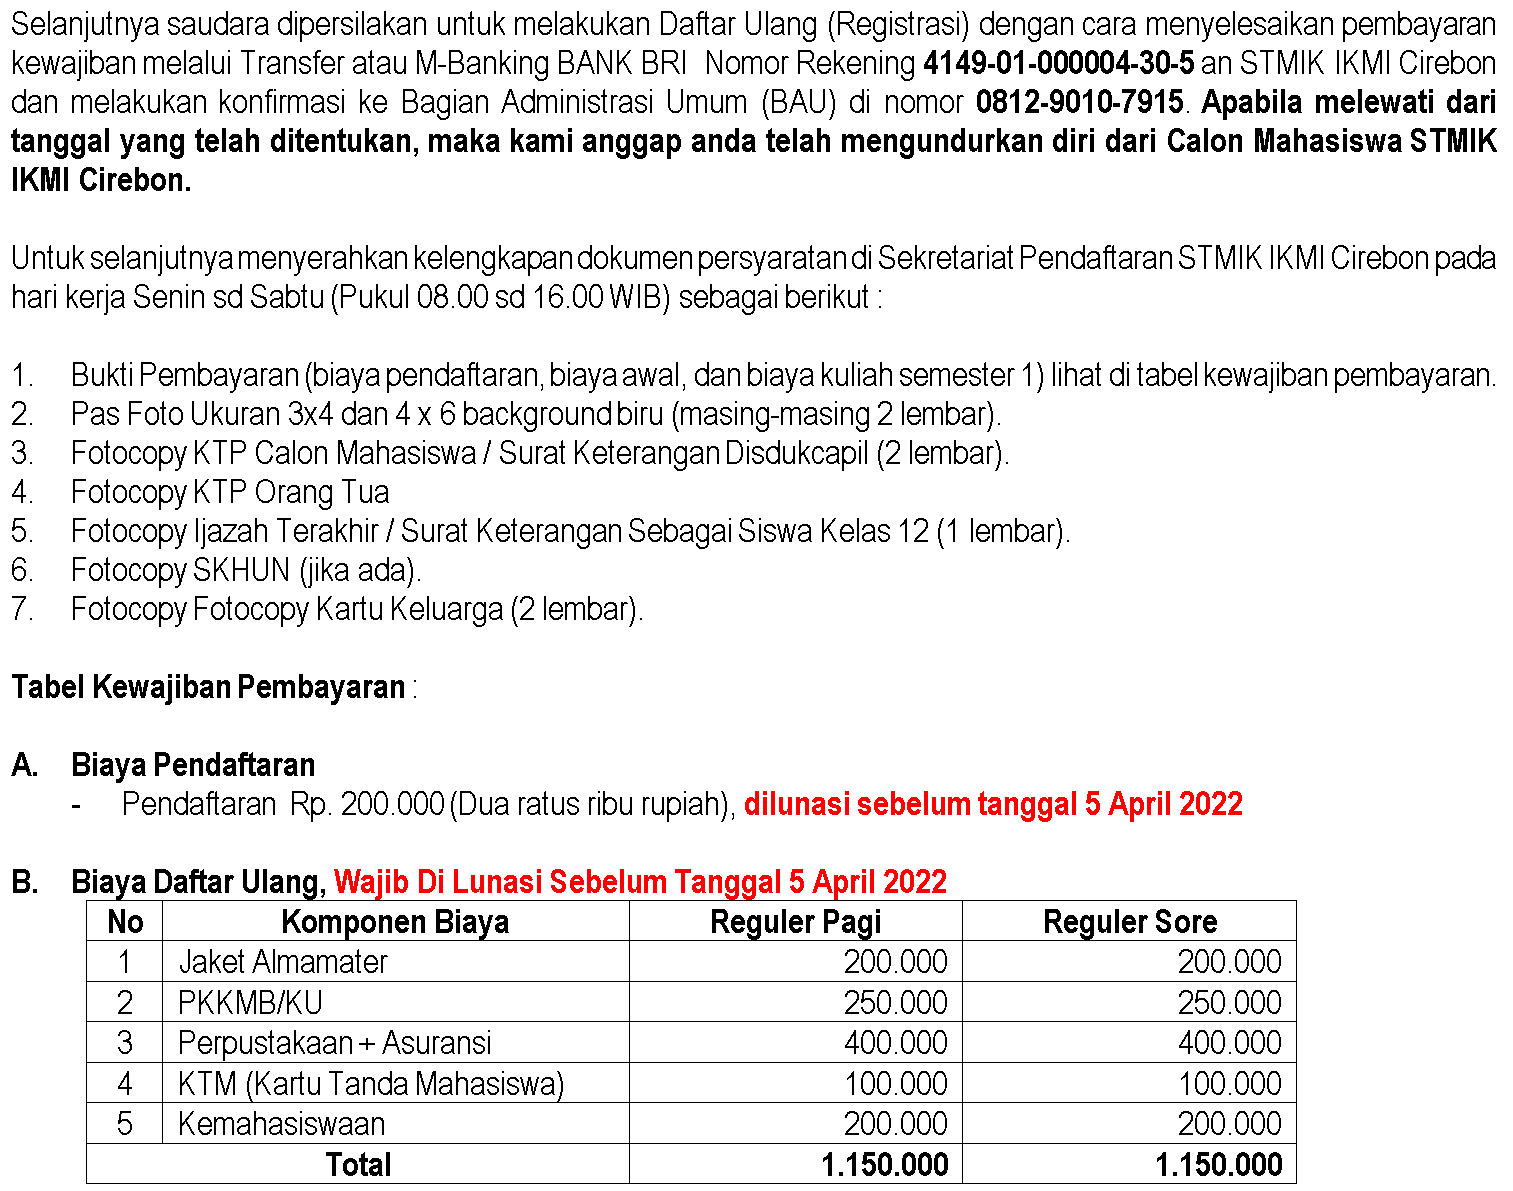 Selanjutnya saudara dipersilakan untuk melakukan Daftar Ulang (Registrasi) dengan cara menyelesaikan pembayaran
kewajiban melalui Transfer atau M-Banking BANK BRI Nomor Rekening 4149-01-000004-30-5 an STMIK IKMI Cirebon
dan melakukan konfirmasi ke Bagian Administrasi Umum (BAU) di nomor 0812-9010-7915. Apabila melewati dari
tanggal yang telah ditentukan, maka kami anggap anda telah mengundurkan diri dari Calon Mahasiswa STMIK
IKMI Cirebon.
Untuk selanjutnya menyerahkan kelengkapan dokumen persyaratan di Sekretariat Pendaftaran STMIK IKMI Cirebon pada
hari kerja Senin sd Sabtu (Pukul 08.00 sd 16.00 WIB) sebagai berikut :
1. Bukti Pembayaran (biaya pendaftaran, biaya awal, dan biaya kuliah semester 1) lihat di tabel kewajiban pembayaran.
2. Pas Foto Ukuran 3x4 dan 4 x 6 background biru (masing-masing 2 lembar).
3. Fotocopy KTP Calon Mahasiswa / Surat Keterangan Disdukcapil (2 lembar).
4. Fotocopy KTP Orang Tua
5. Fotocopy Ijazah Terakhir / Surat Keterangan Sebagai Siswa Kelas 12 (1 lembar).
6. Fotocopy SKHUN (jika ada).
7. Fotocopy Fotocopy Kartu Keluarga (2 lembar).
Tabel Kewajiban Pembayaran :
A. Biaya Pendaftaran
- Pendaftaran Rp. 200.000 (Dua ratus ribu rupiah), dilunasi sebelum tanggal 5 April 2022
B. Biaya Daftar Ulang, Wajib Di Lunasi Sebelum Tanggal 5 April 2022
No Komponen Biaya Reguler Pagi Reguler Sore
1 Jaket Almamater 200.000 200.000
2 PKKMB/KU 250.000 250.000
3 Perpustakaan + Asuransi 400.000 400.000
4 KTM (Kartu Tanda Mahasiswa) 100.000 100.000
5 Kemahasiswaan 200.000 200.000
Total 1.150.000 1.150.000